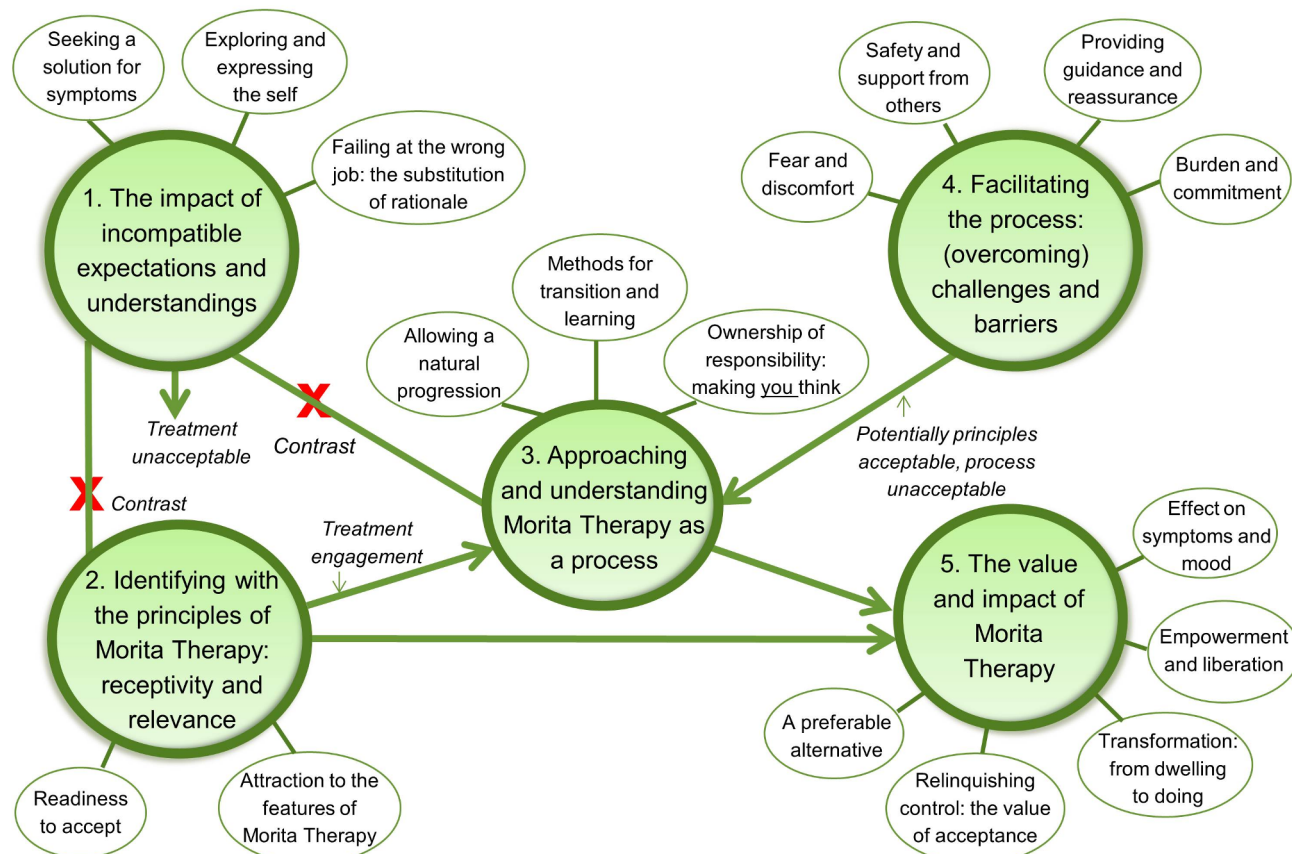 Seeking a
solution for
symptoms
Exploring and
expressing
the self
Failing at the wrong
job: the substitution
of rationale
1. The impact of
incompatible
expectations and
understandings
Treatment
unacceptable
Contrast
Contrast
2. Identifying with
the principles of
Morita Therapy:
receptivity and
relevance
Readiness
to accept
Attraction to the
features of
Morita Therapy
Treatment
engagement
Allowing a
natural
progression
Methods for
transition and
learning
Ownership of
responsibility:
making you think
3. Approaching
and understanding
Morita Therapy as
a process
Fear and
discomfort
Safety and
support from
others
Providing
guidance and
reassurance
Burden and
commitment
4. Facilitating
the process:
(overcoming)
challenges and
barriers
Potentially principles
acceptable, process
unacceptable
5. The value
and impact of
Morita
Therapy
Effect on
symptoms and
mood
Empowerment
and liberation
Transformation:
from dwelling
to doing
Relinquishing
control: the value
of acceptance
A preferable
alternative